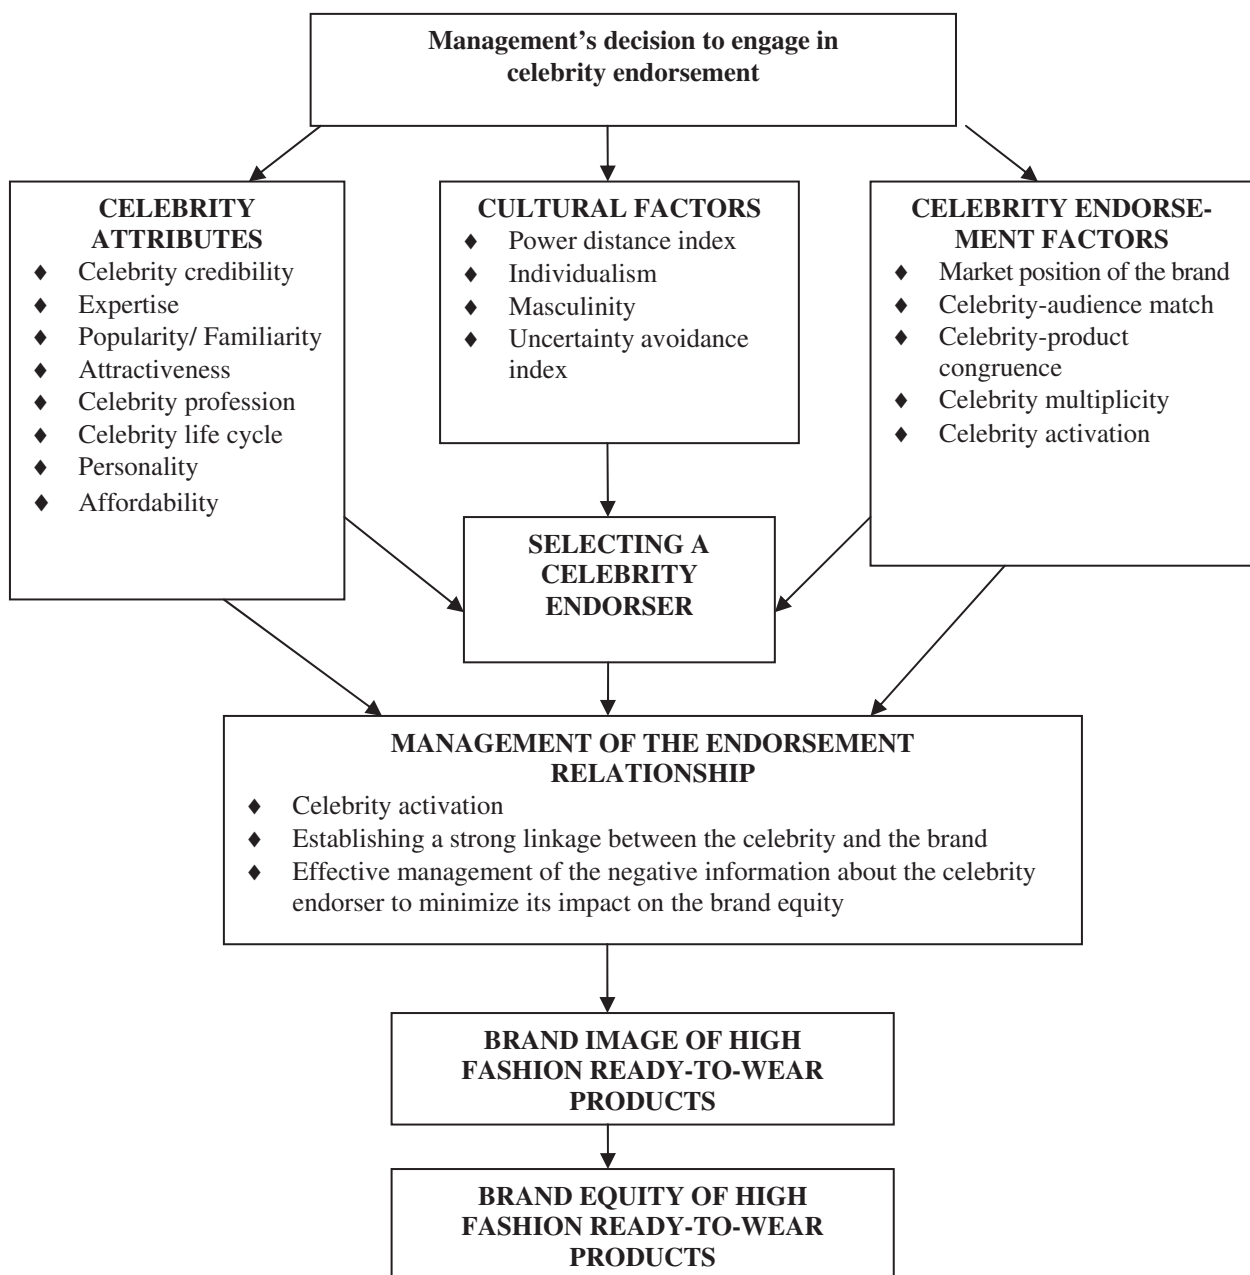 Management’s decision to engage in
celebrity endorsement
CELEBRITY
ATTRIBUTES
♦ Celebrity credibility
♦ Expertise
♦ Popularity/ Familiarity
♦ Attractiveness
♦ Celebrity profession
♦ Celebrity life cycle
♦ Personality
♦ Affordability
CULTURAL FACTORS
♦ Power distance index
♦ Individualism
♦ Masculinity
♦ Uncertainty avoidance
index
CELEBRITY ENDORSE-
MENT FACTORS
♦ Market position of the brand
♦ Celebrity-audience match
♦ Celebrity-product
congruence
♦ Celebrity multiplicity
♦ Celebrity activation
SELECTING A
CELEBRITY
ENDORSER
MANAGEMENT OF THE ENDORSEMENT
RELATIONSHIP
♦ Celebrity activation
♦ Establishing a strong linkage between the celebrity and the brand
♦ Effective management of the negative information about the celebrity
endorser to minimize its impact on the brand equity
BRAND IMAGE OF HIGH
FASHION READY-TO-WEAR
PRODUCTS
BRAND EQUITY OF HIGH
FASHION READY-TO-WEAR
PRODUCTS